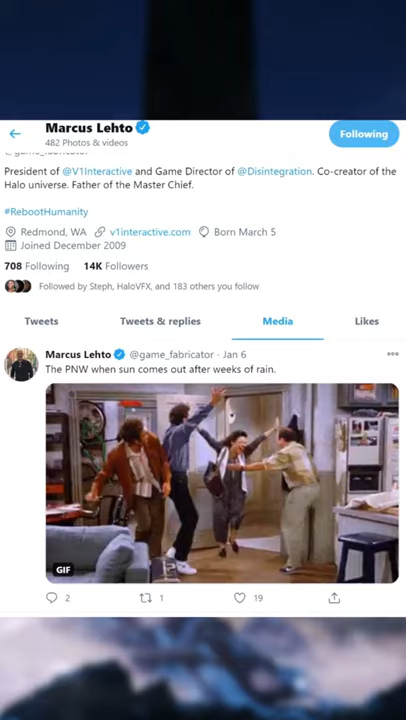 Marcus Lehto
482 Photos & videos
Following
@game_fabricator
President of @V1Interactive and Game Director of @Disintegration. Co-creator of the
Halo universe. Father of the Master Chief.
#RebootHumanity
Redmond, WA v1interactive.com Born March 5
Joined December 2009
708 Following 14K Followers
Followed by Steph, HaloVFX, and 183 others you follow
Tweets Tweets & replies Media Likes
Marcus Lehto @game_fabricator · Jan 6
The PNW when sun comes out after weeks of rain.
GIF
2 1 19